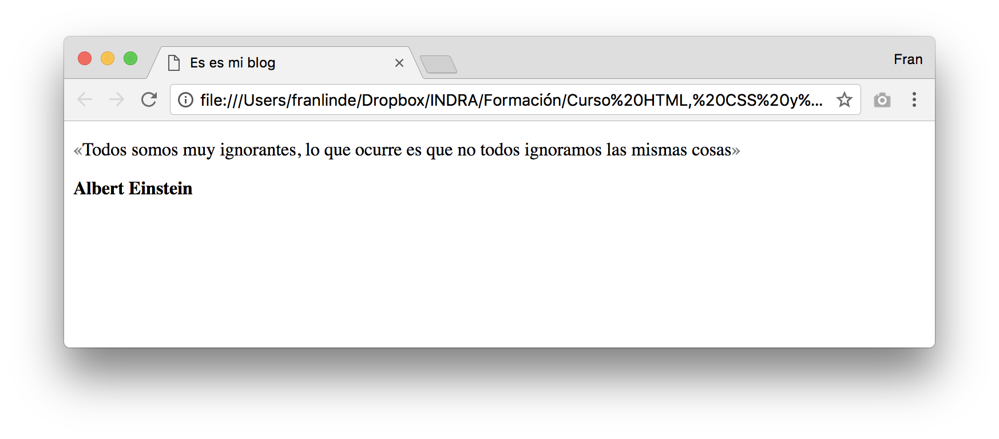 Es es mi blog
Fran
file:///Users/franlinde/Dropbox/INDRA/Formación/Curso%20HTML,%20CSS%20y%...
«Todos somos muy ignorantes, lo que ocurre es que no todos ignoramos las mismas cosas»
Albert Einstein